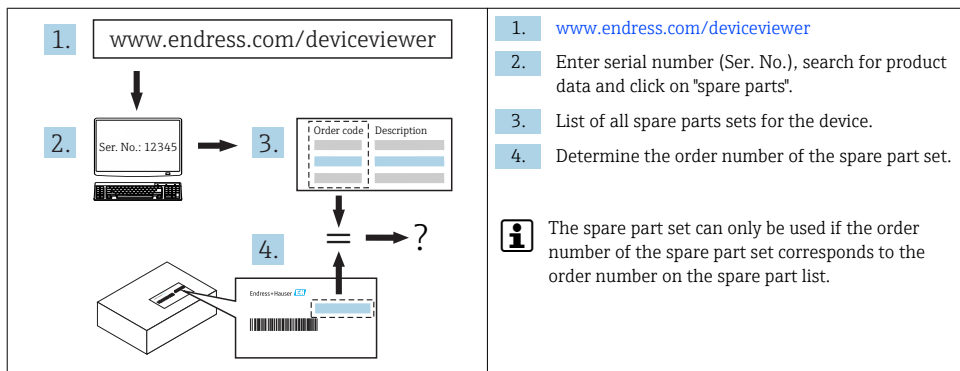 1. www.endress.com/deviceviewer
2. Ser. No.: 12345
3. Order code Description
= ?
4.
Endress+Hauser EH
1. www.endress.com/deviceviewer
2. Enter serial number (Ser. No.), search for product
data and click on "spare parts".
3. List of all spare parts sets for the device.
4. Determine the order number of the spare part set.
i The spare part set can only be used if the order
number of the spare part set corresponds to the
order number on the spare part list.